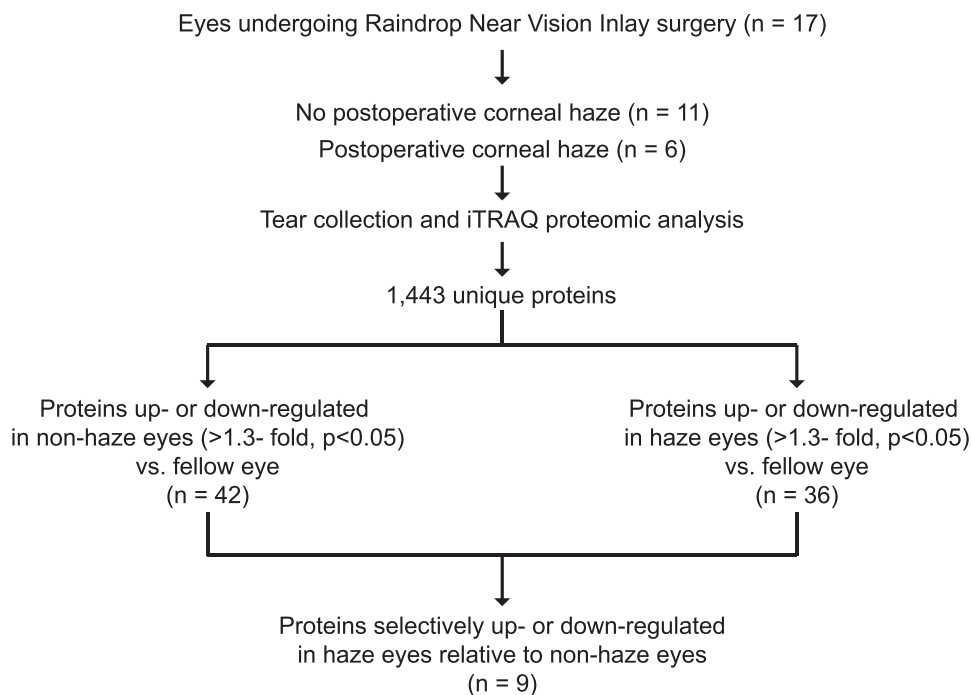 Eyes undergoing Raindrop Near Vision Inlay surgery (n = 17)
No postoperative corneal haze (n = 11)
Postoperative corneal haze (n = 6)
Tear collection and iTRAQ proteomic analysis
1,443 unique proteins
Proteins up- or down-regulated
in non-haze eyes (>1.3- fold, p<0.05)
vs. fellow eye
(n = 42)
Proteins up- or down-regulated
in haze eyes (>1.3- fold, p<0.05)
vs. fellow eye
(n = 36)
Proteins selectively up- or down-regulated
in haze eyes relative to non-haze eyes
(n = 9)